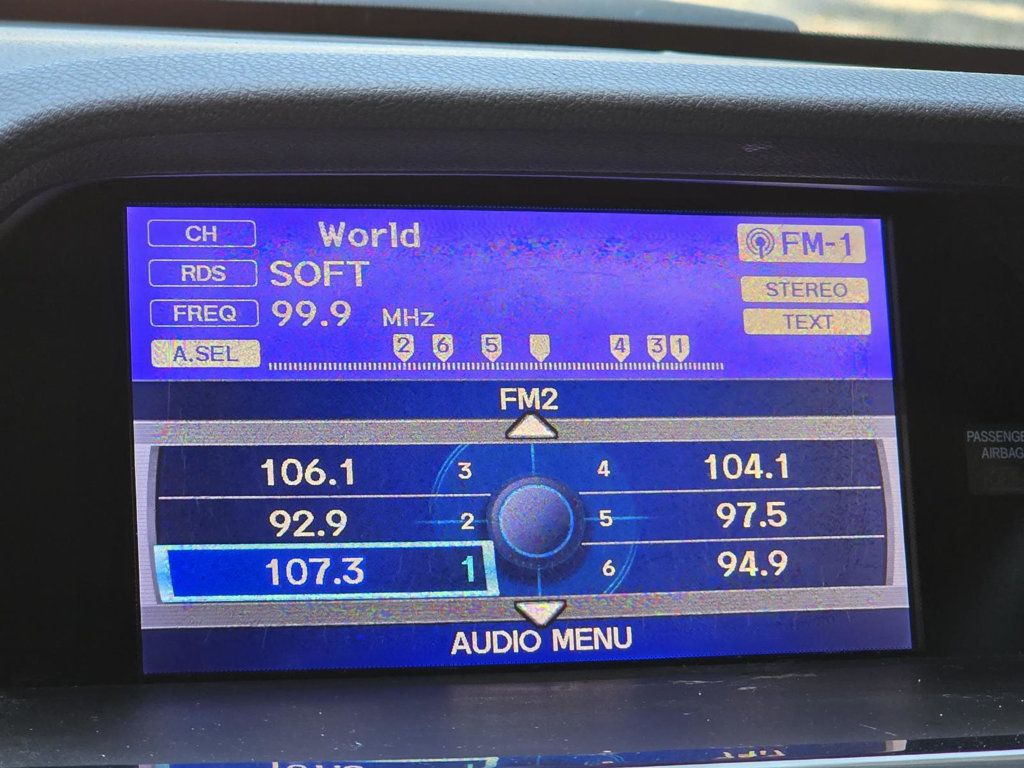 CH World FM-1
RDS SOFT STEREO
FREQ 99.9 MHz TEXT
A.SEL 2 6 5 4 3 1
FM2
106.1 3 4 104.1
92.9 2 5 97.5
107.3 1 6 94.9
AUDIO MENU
PASSENGE
AIRBAG